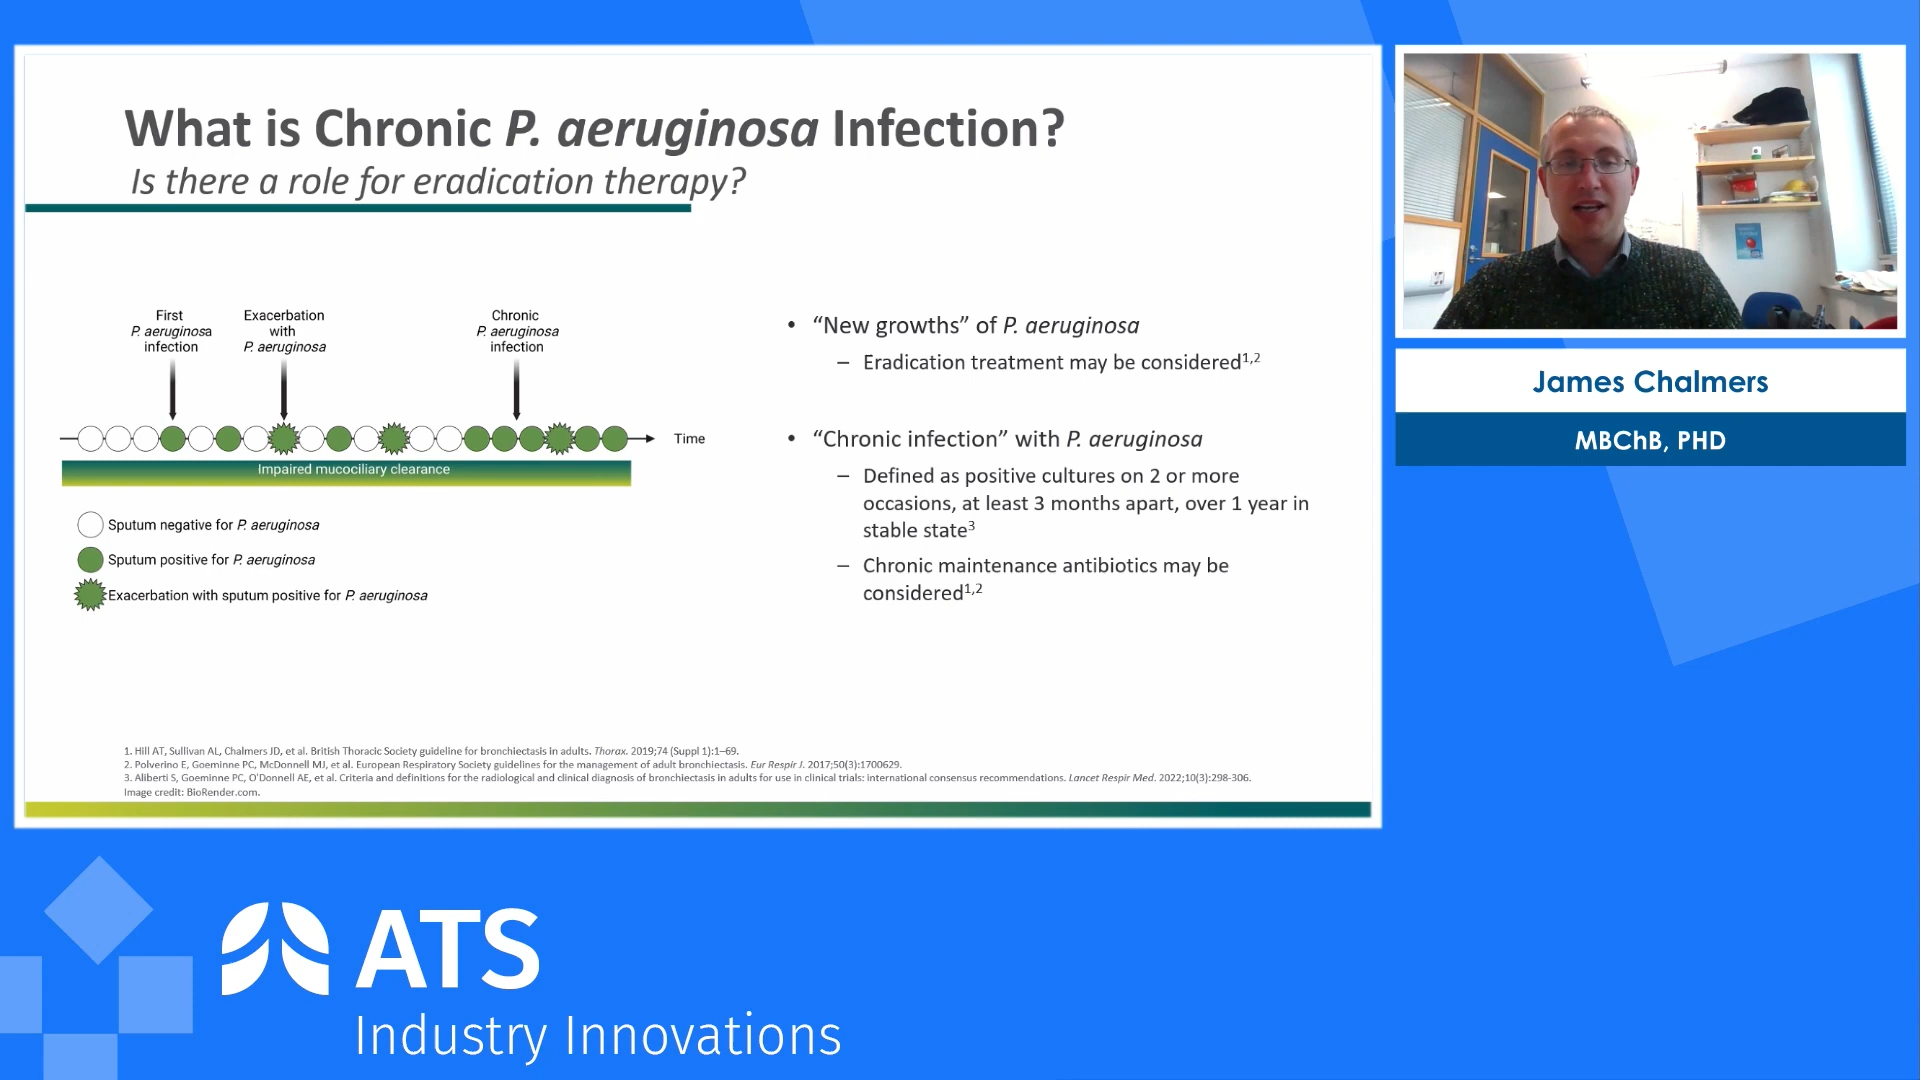 What is Chronic P. aeruginosa Infection?
Is there a role for eradication therapy?
First
P. aeruginosa
infection
Exacerbation
with
P. aeruginosa
Chronic
P. aeruginosa
infection
Time
Impaired mucociliary clearance
Sputum negative for P. aeruginosa
Sputum positive for P. aeruginosa
Exacerbation with sputum positive for P. aeruginosa
• “New growths” of P. aeruginosa
– Eradication treatment may be considered1,2
• “Chronic infection” with P. aeruginosa
– Defined as positive cultures on 2 or more
occasions, at least 3 months apart, over 1 year in
stable state3
– Chronic maintenance antibiotics may be
considered1,2
1. Hill AT, Sullivan AL, Chalmers JD, et al. British Thoracic Society guideline for bronchiectasis in adults. Thorax. 2019;74 (Suppl 1):1–69.
2. Polverino E, Goeminne PC, McDonnell MJ, et al. European Respiratory Society guidelines for the management of adult bronchiectasis. Eur Respir J. 2017;50(3):1700629.
3. Aliberti S, Goeminne PC, O'Donnell AE, et al. Criteria and definitions for the radiological and clinical diagnosis of bronchiectasis in adults for use in clinical trials: international consensus recommendations. Lancet Respir Med. 2022;10(3):298-306.
Image credit: BioRender.com.
James Chalmers
MBChB, PHD
ATS
Industry Innovations